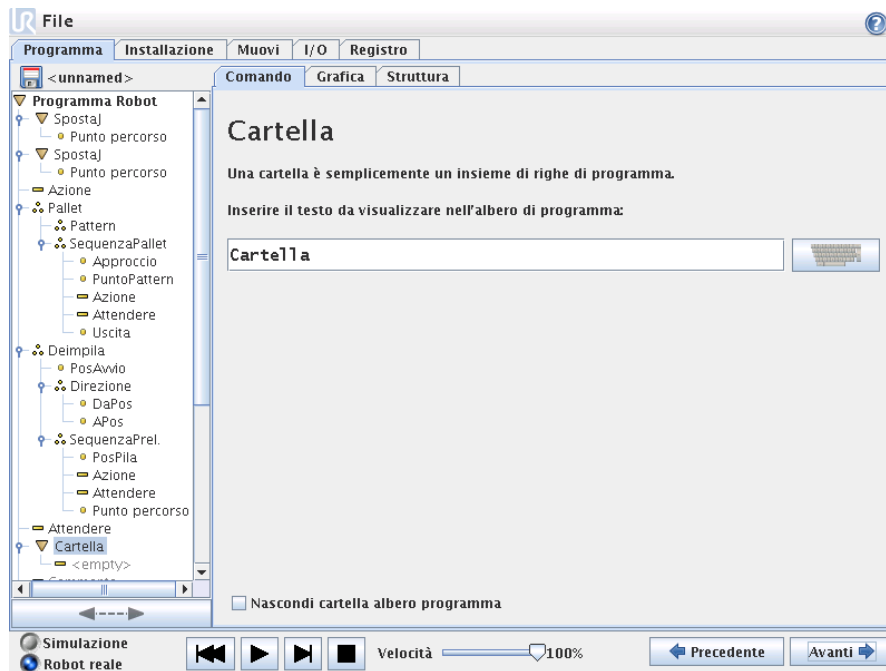 UR File ?
Programma Installazione Muovi I/O Registro
<unnamed> Comando Grafica Struttura
Programma Robot
SpostaJ
Punto percorso
SpostaJ
Punto percorso
Azione
Pallet
Pattern
SequenzaPallet
Approccio
PuntoPattern
Azione
Attendere
Uscita
Deimpila
PosAvvio
Direzione
DaPos
APos
SequenzaPrel.
PosPila
Azione
Attendere
Punto percorso
Attendere
Cartella
<empty>
Commento
Cartella
Una cartella è semplicemente un insieme di righe di programma.
Inserire il testo da visualizzare nell'albero di programma:
Cartella
Nascondi cartella albero programma
Simulazione
Robot reale
Velocità 100%
Precedente Avanti